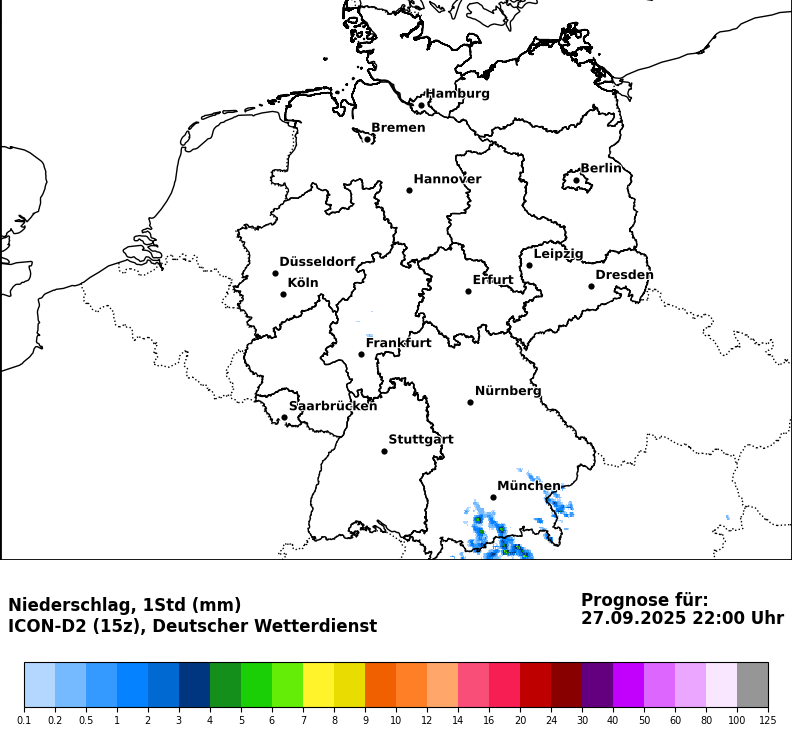 Hamburg
Bremen
Berlin
Hannover
Leipzig
Düsseldorf
Dresden
Köln
Erfurt
Frankfurt
Nürnberg
Saarbrücken
Stuttgart
München
Niederschlag, 1Std (mm)
ICON-D2 (15z), Deutscher Wetterdienst
Prognose für:
27.09.2025 22:00 Uhr
0.1 0.2 0.5 1 2 3 4 5 6 7 8 9 10 12 14 16 20 24 30 40 50 60 80 100 125